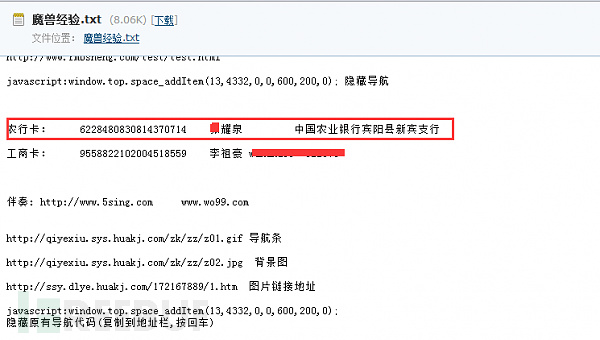 魔兽经验.txt (8.06K) [下载]
文件位置： 魔兽经验.txt
http://www.rmbsheng.com/test/test.html
javascript:window.top.space_addItem(13,4332,0,0,600,200,0); 隐藏导航
农行卡： 6228480830814370714 耀泉 中国农业银行宾阳县新宾支行
工商卡： 9558822102004518559 李祖豪
伴奏：http://www.5sing.com www.wo99.com
http://qiyexiu.sys.huakj.com/zk/zz/z01.gif 导航条
http://qiyexiu.sys.huakj.com/zk/zz/z02.jpg 背景图
http://ssy.dlye.huakj.com/172167889/1.htm 图片链接地址
javascript:window.top.space_addItem(13,4332,0,0,600,200,0);
隐藏原有导航代码(复制到地址栏,按回车)
REEBUF